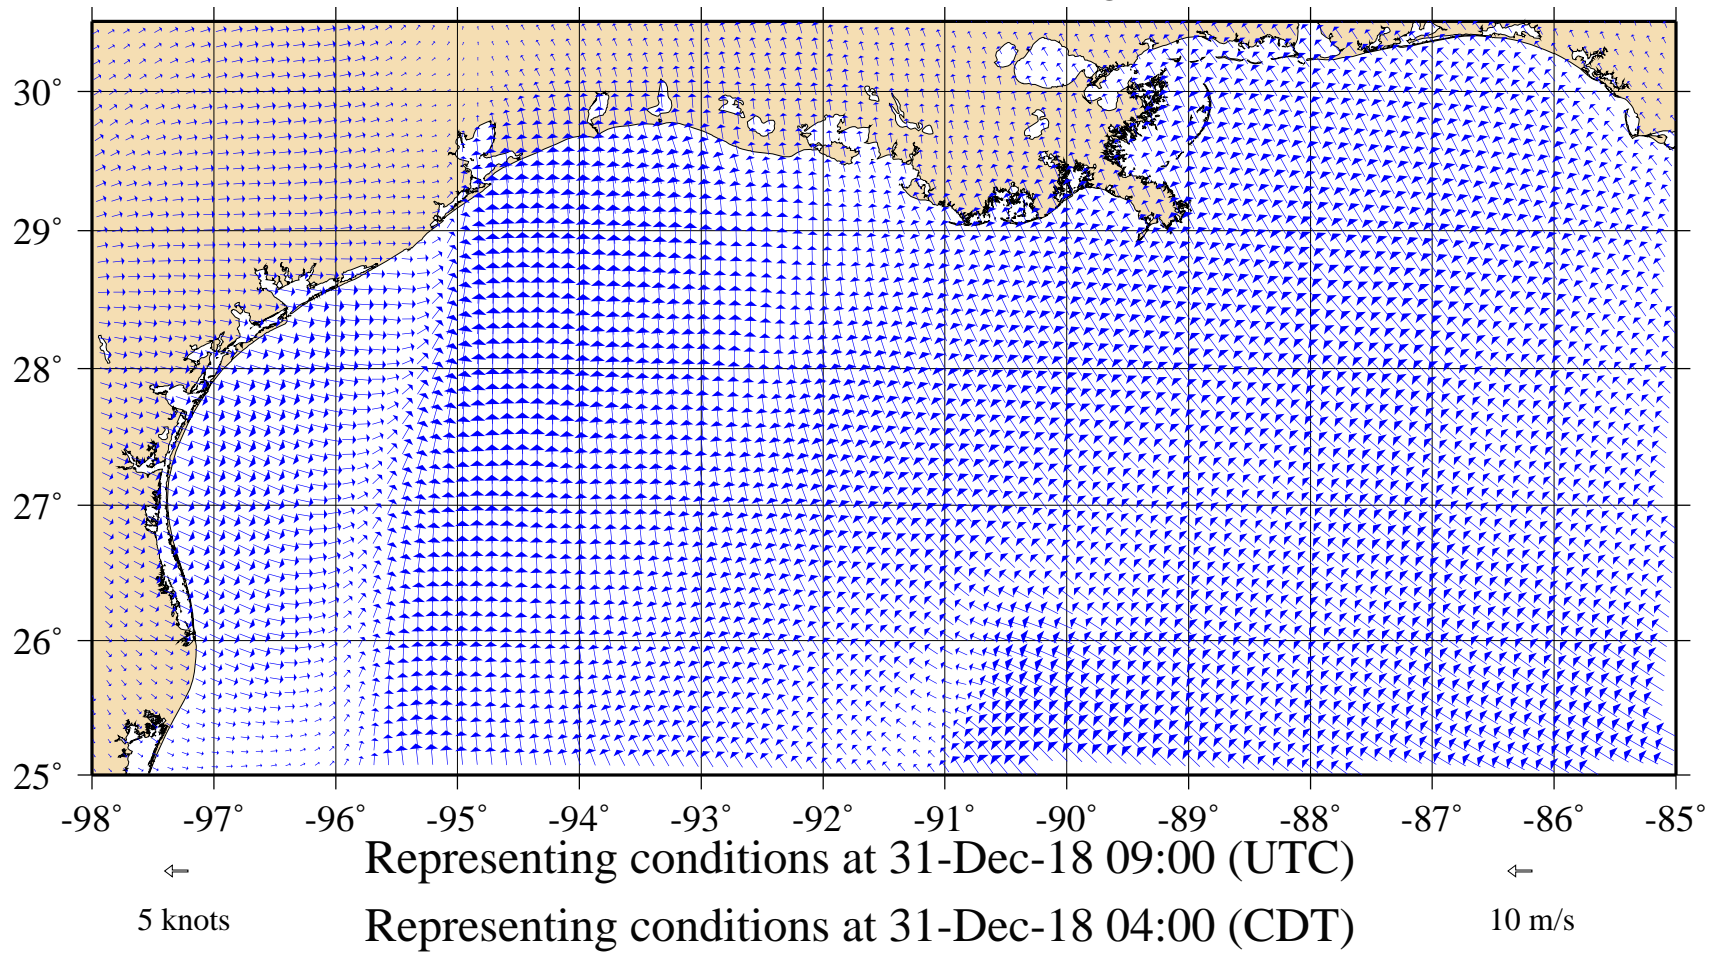 30°
29°
28°
27°
26°
25°
-98° -97° -96° -95° -94° -93° -92° -91° -90° -89° -88° -87° -86° -85°
Representing conditions at 31-Dec-18 09:00 (UTC)
5 knots
10 m/s
Representing conditions at 31-Dec-18 04:00 (CDT)